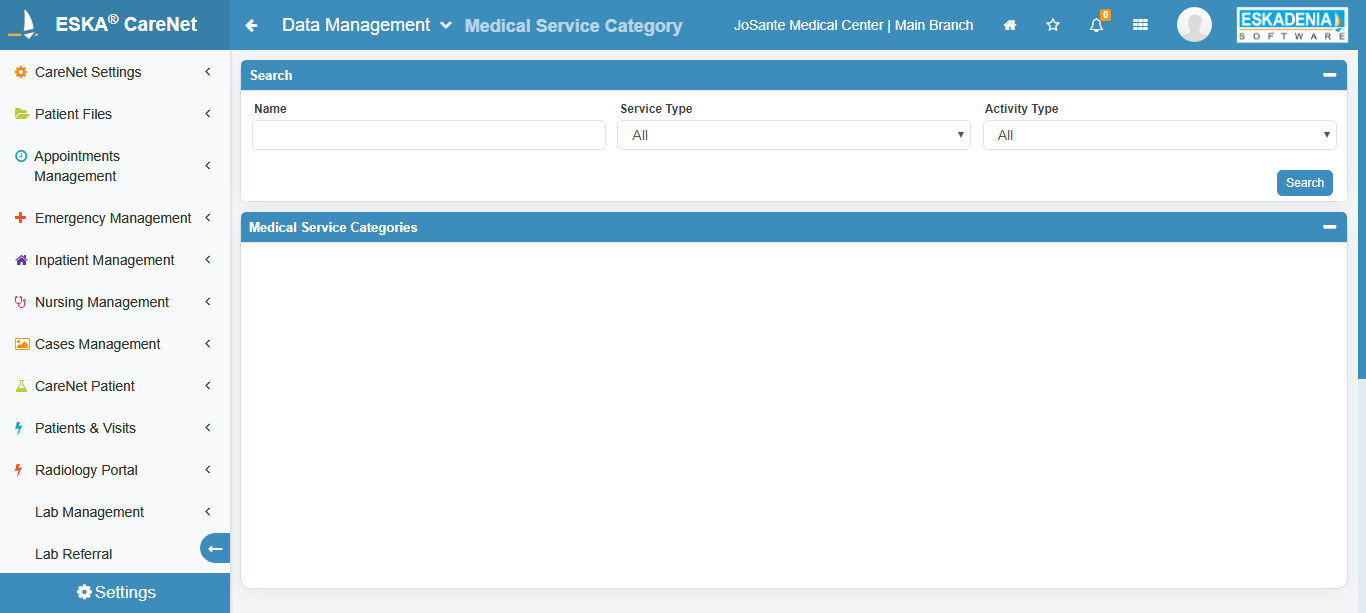 ESKA® CareNet
Data Management Medical Service Category
JoSante Medical Center | Main Branch
0
ESKADENIA
SOFTWARE
CareNet Settings
Patient Files
Appointments
Management
Emergency Management
Inpatient Management
Nursing Management
Cases Management
CareNet Patient
Patients & Visits
Radiology Portal
Lab Management
Lab Referral
Settings
Search
Name
Service Type
Activity Type
All
All
Search
Medical Service Categories